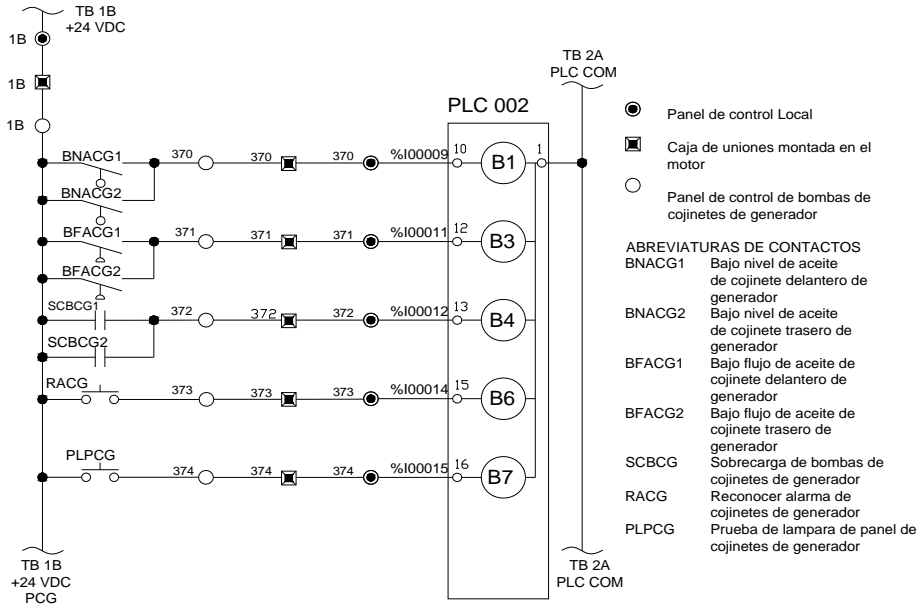 TB 1B
+24 VDC
1B
1B
1B
TB 2A
PLC COM
PLC 002
BNACG1
370
370
370
%I00009
10
B1
1
BNACG2
BFACG1
371
371
371
%I00011
12
B3
BFACG2
SCBCG1
372
372
372
%I00012
13
B4
SCBCG2
RACG
373
373
373
%I00014
15
B6
PLPCG
374
374
374
%I00015
16
B7
TB 1B
+24 VDC
PCG
TB 2A
PLC COM
Panel de control Local
Caja de uniones montada en el
motor
Panel de control de bombas de
cojinetes de generador
ABREVIATURAS DE CONTACTOS
BNACG1 Bajo nivel de aceite
de cojinete delantero de
generador
BNACG2 Bajo nivel de aceite
de cojinete trasero de
generador
BFACG1 Bajo flujo de aceite de
cojinete delantero de
generador
BFACG2 Bajo flujo de aceite de
cojinete trasero de
generador
SCBCG Sobrecarga de bombas de
cojinetes de generador
RACG Reconocer alarma de
cojinetes de generador
PLPCG Prueba de lampara de panel de
cojinetes de generador